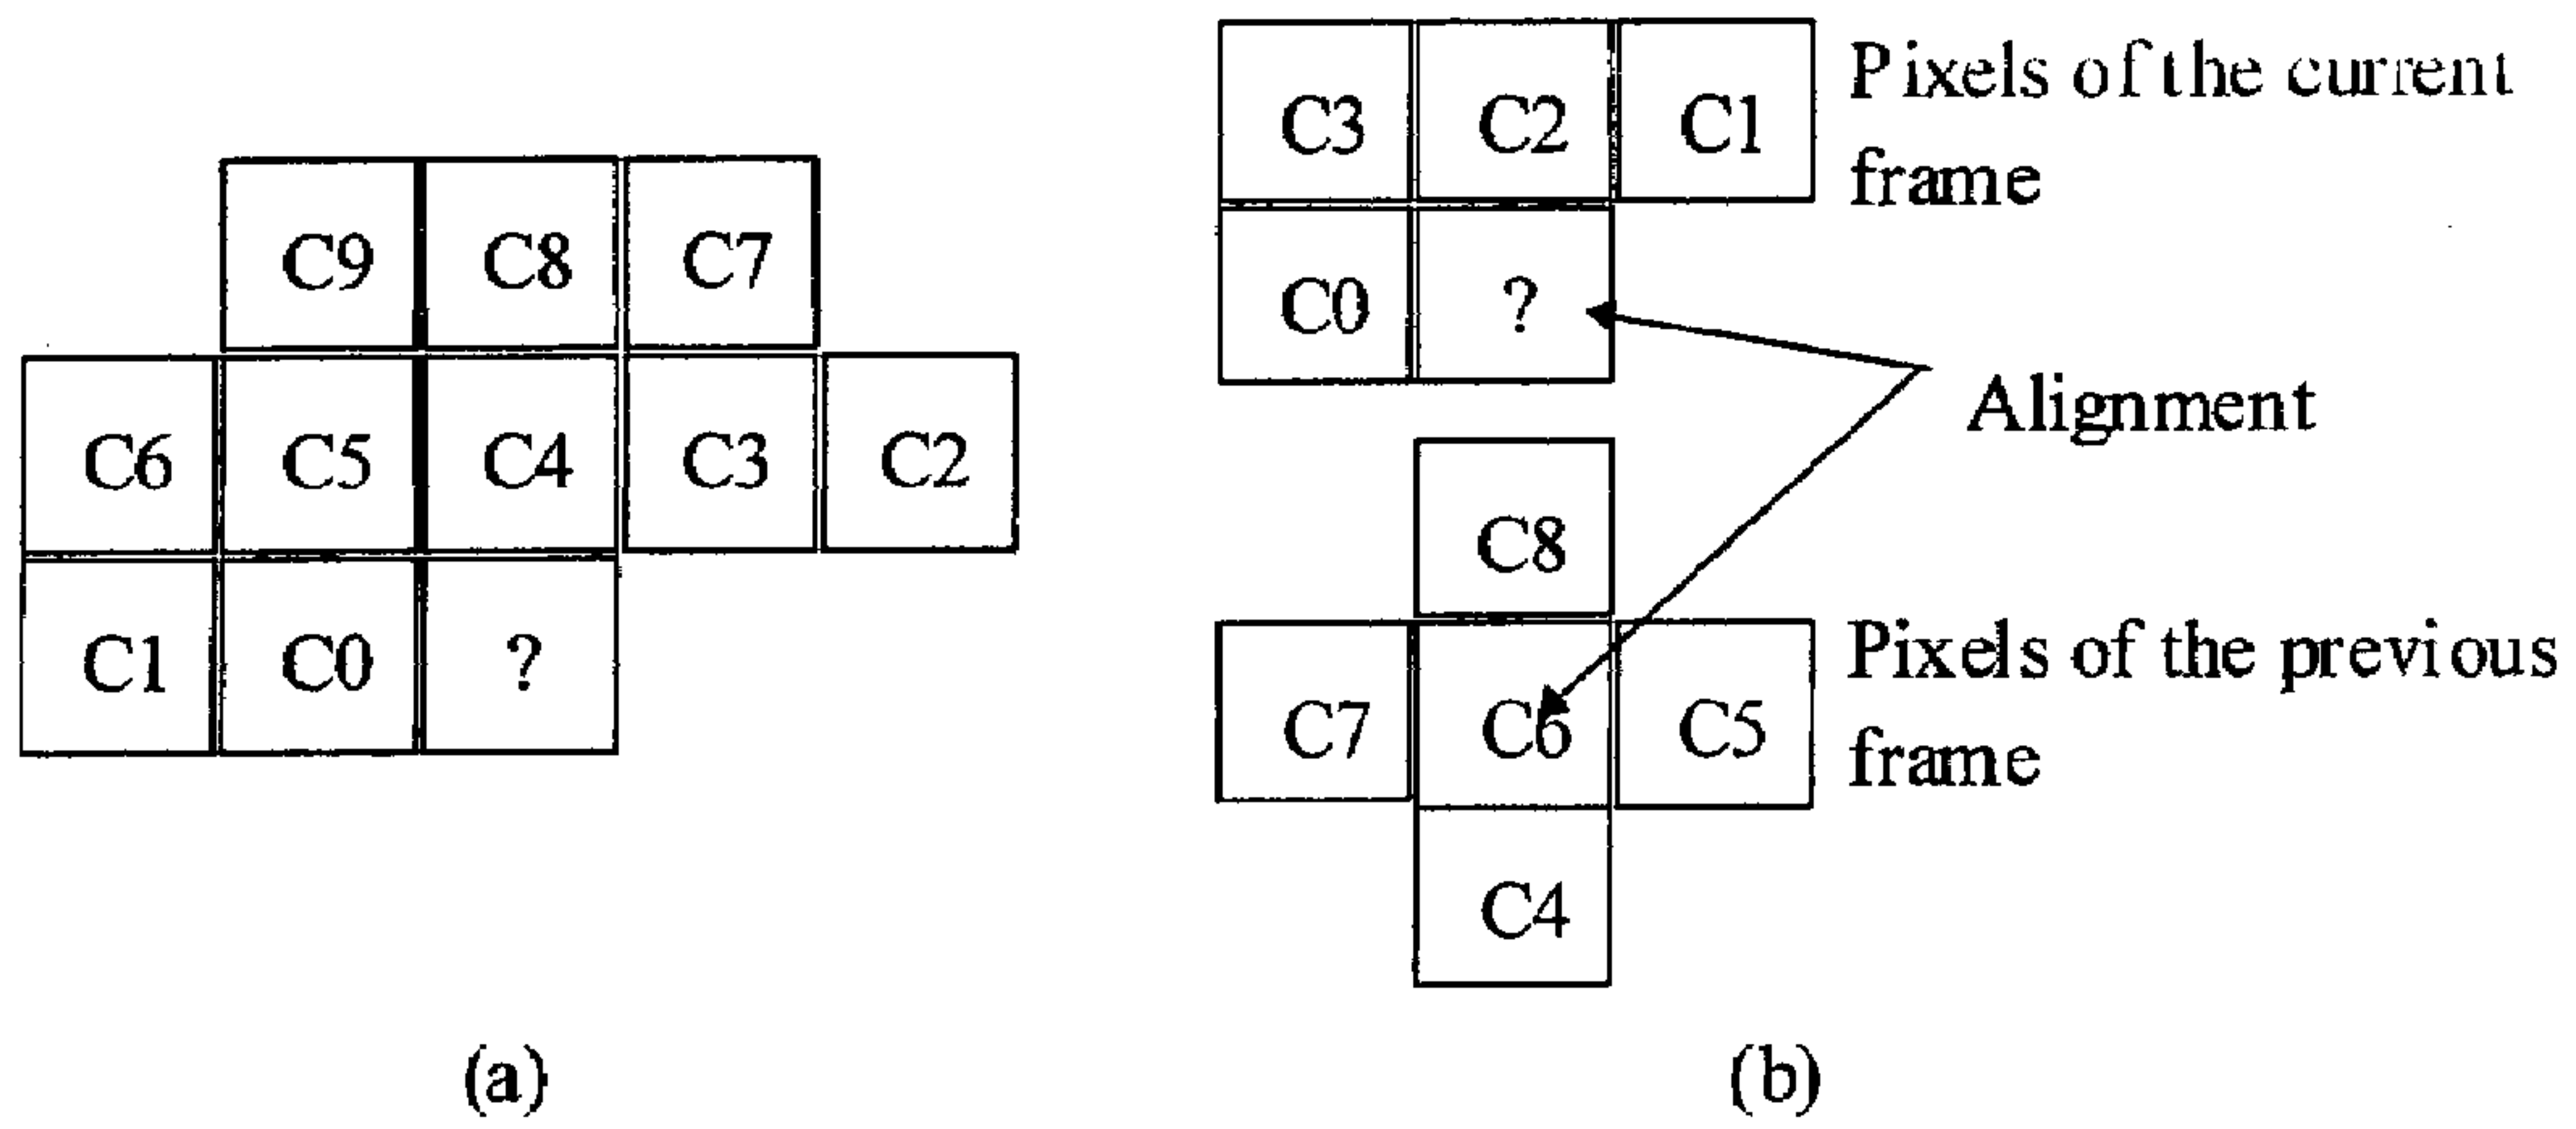 C9 C8 C7
C6 C5 C4 C3 C2
C1 C0 ?
(a)
C3 C2 C1
C0 ?
Pixels of the current
frame
Alignment
C8
C7 C6 C5
C4
Pixels of the previous
frame
(b)